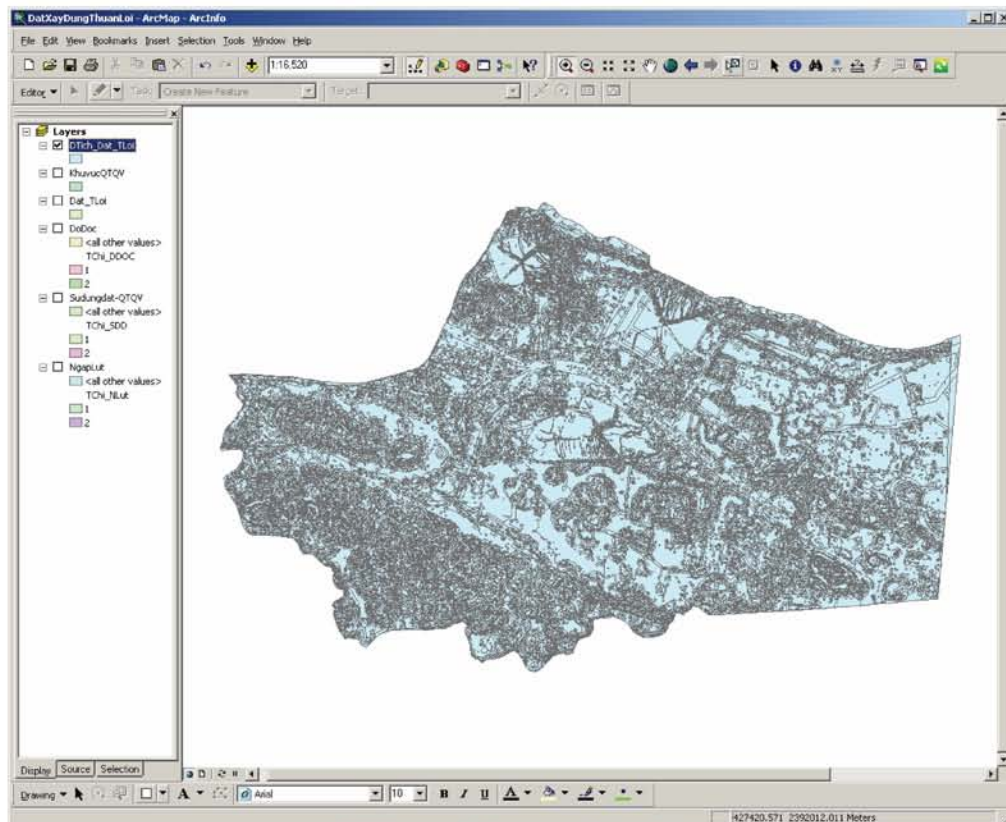 DatXayDungThuanLoi - ArcMap - ArcInfo
File Edit View Bookmarks Insert Selection Tools Window Help
1:16,520
Editor Task: Create New Feature Target:
Layers
DTich_Dat_TLoi
KhuvucQTQV
Dat_TLoi
DoDoc
<all other values>
TChi_DDOC
1
2
Sudungdat-QTQV
<all other values>
TChi_SDD
1
2
NgapLut
<all other values>
TChi_NLut
1
2
Display Source Selection
Drawing A Arial 10 B I U A
427420.571 2392012.011 Meters